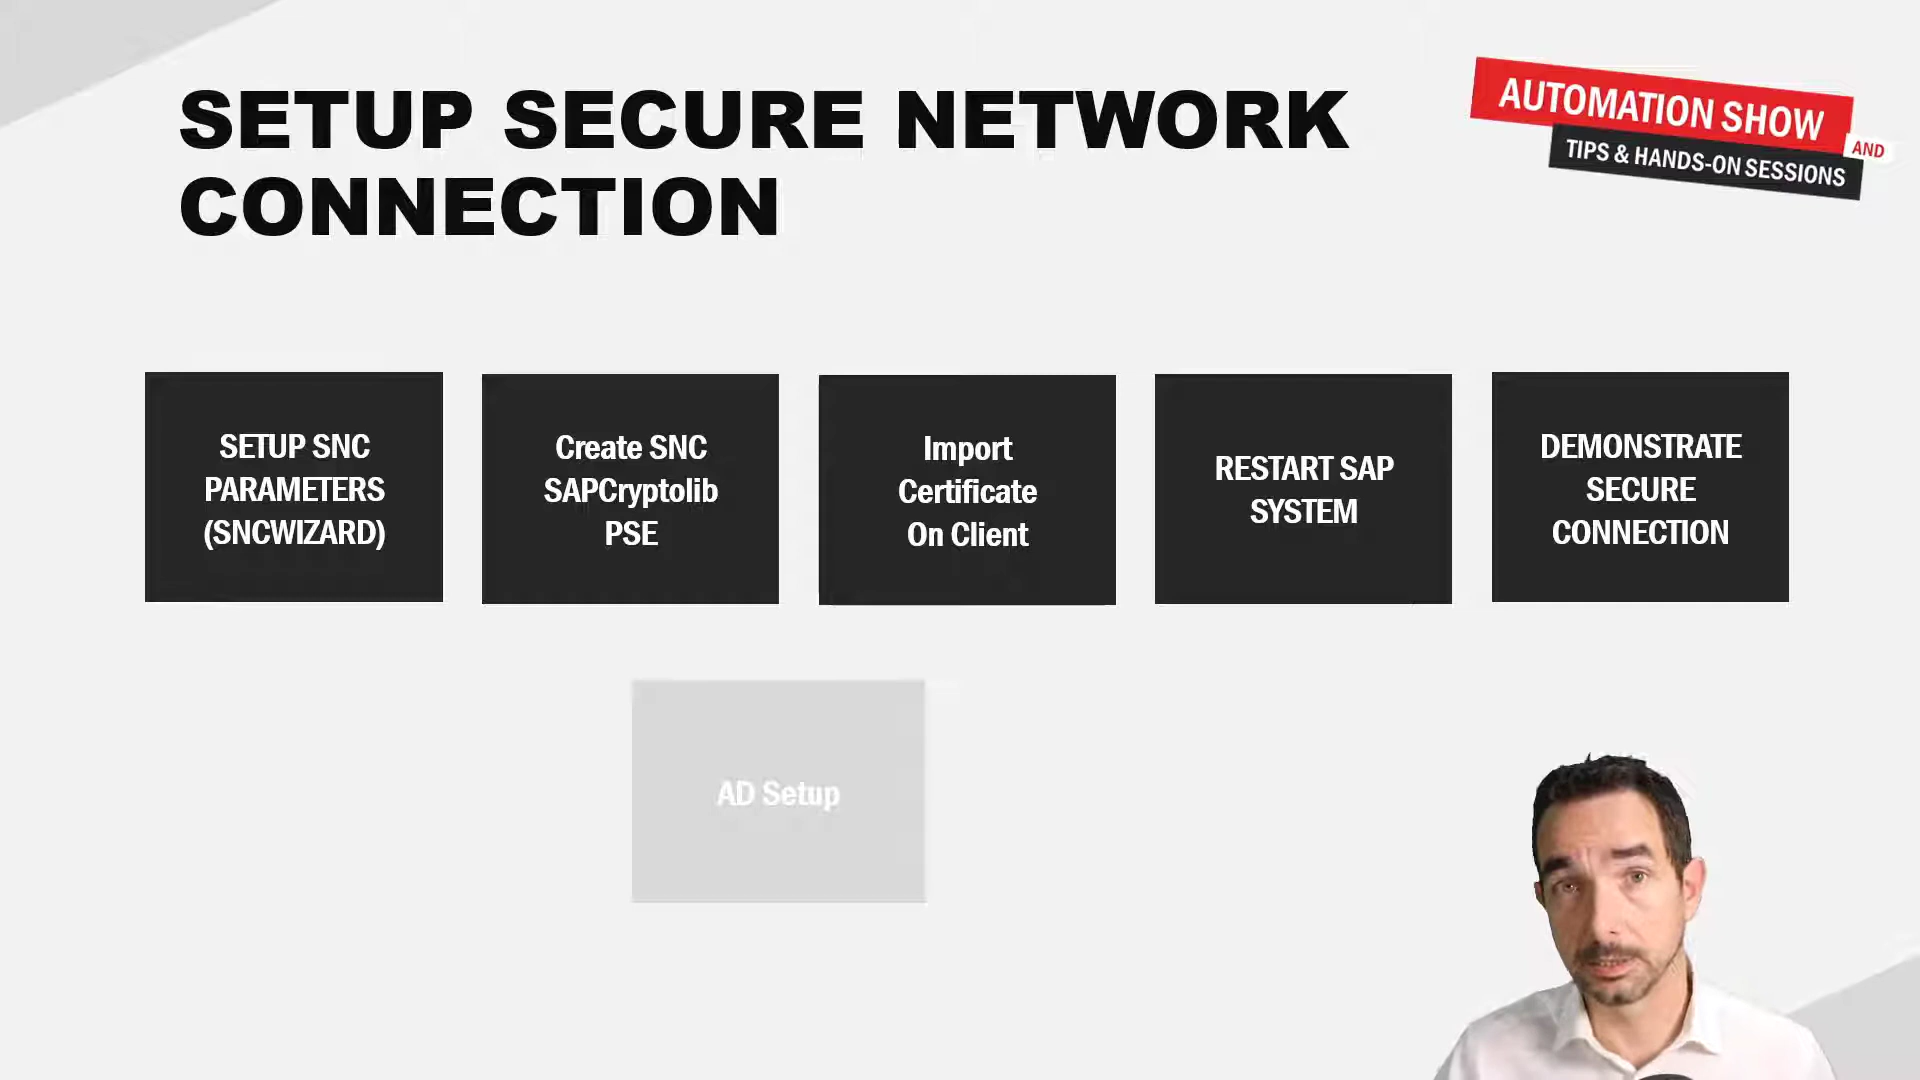 SETUP SECURE NETWORK
CONNECTION
AUTOMATION SHOW
AND
TIPS & HANDS-ON SESSIONS
SETUP SNC
PARAMETERS
(SNCWIZARD)
Create SNC
SAPCryptolib
PSE
Import
Certificate
On Client
RESTART SAP
SYSTEM
DEMONSTRATE
SECURE
CONNECTION
AD Setup